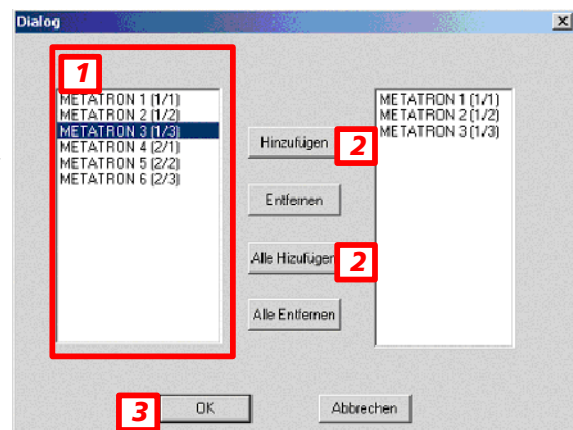 Dialog
1
METATRON 1 (1/1)
METATRON 2 (1/2)
METATRON 3 (1/3)
METATRON 4 (2/1)
METATRON 5 (2/2)
METATRON 6 (2/3)
Hinzufügen
2
Entfernen
Alle Hizufügen
2
Alle Entfernen
METATRON 1 (1/1)
METATRON 2 (1/2)
METATRON 3 (1/3)
3
OK
Abbrechen